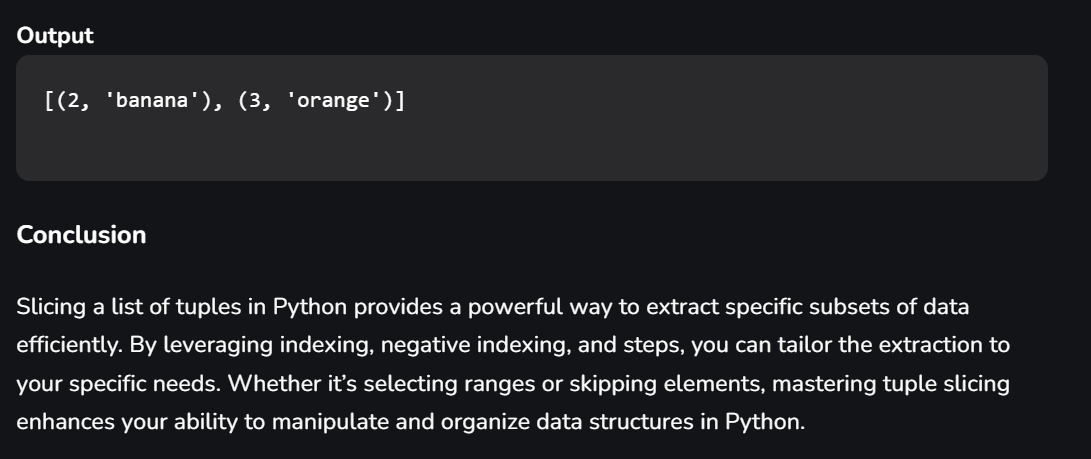 Output
[(2, 'banana'), (3, 'orange')]
Conclusion
Slicing a list of tuples in Python provides a powerful way to extract specific subsets of data
efficiently. By leveraging indexing, negative indexing, and steps, you can tailor the extraction to
your specific needs. Whether it’s selecting ranges or skipping elements, mastering tuple slicing
enhances your ability to manipulate and organize data structures in Python.